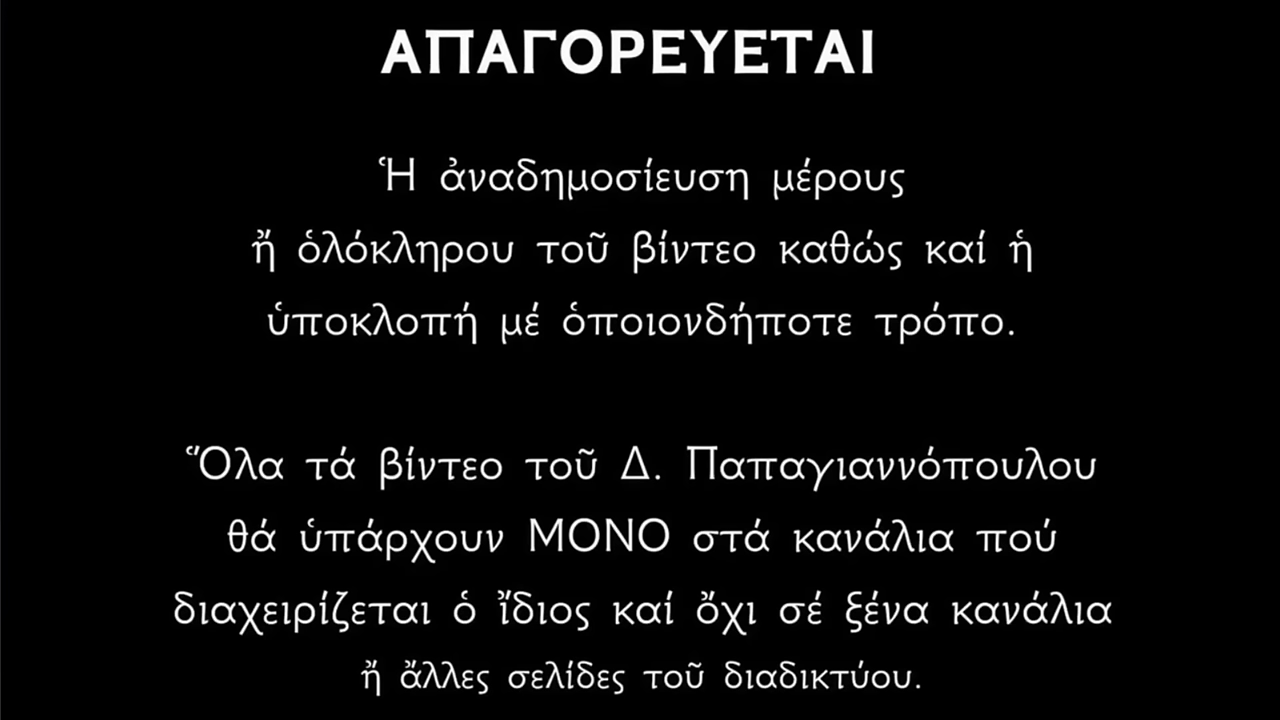 ΑΠΑΓΟΡΕΥΕΤΑΙ
Ἡ ἀναδημοσίευση μέρους
ἤ ὁλόκληρου τοῦ βίντεο καθώς καί ἡ
ὑποκλοπή μέ ὁποιονδήποτε τρόπο.
Ὅλα τά βίντεο τοῦ Δ. Παπαγιαννόπουλου
θά ὑπάρχουν ΜΟΝΟ στά κανάλια πού
διαχειρίζεται ὁ ἴδιος καί ὄχι σέ ξένα κανάλια
ἤ ἄλλες σελίδες τοῦ διαδικτύου.